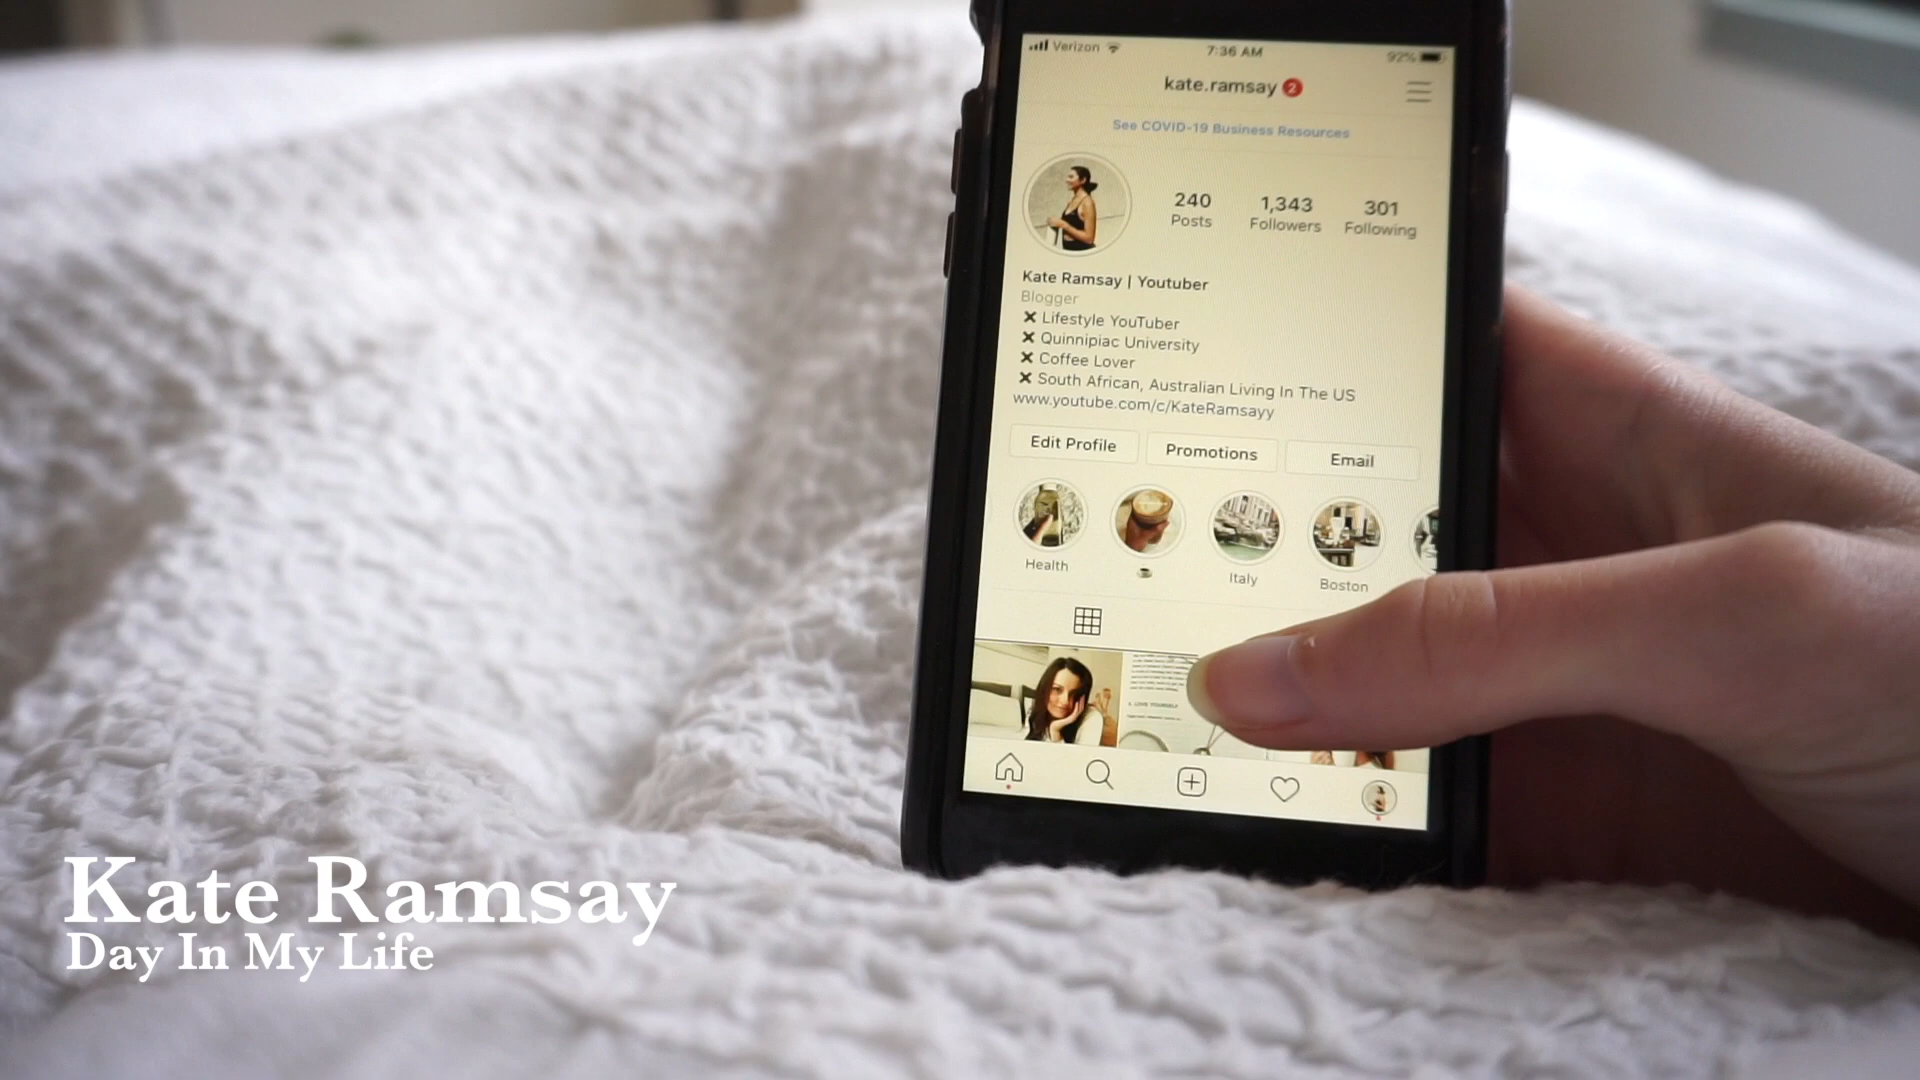 Verizon 7:36 AM 92%
kate.ramsay 2
See COVID-19 Business Resources
240 1,343 301
Posts Followers Following
Kate Ramsay | Youtuber
Blogger
✕ Lifestyle YouTuber
✕ Quinnipiac University
✕ Coffee Lover
✕ South African, Australian Living In The US
www.youtube.com/c/KateRamsayy
Edit Profile Promotions Email
Health Italy Boston
LOVE YOURSELF
Kate Ramsay
Day In My Life